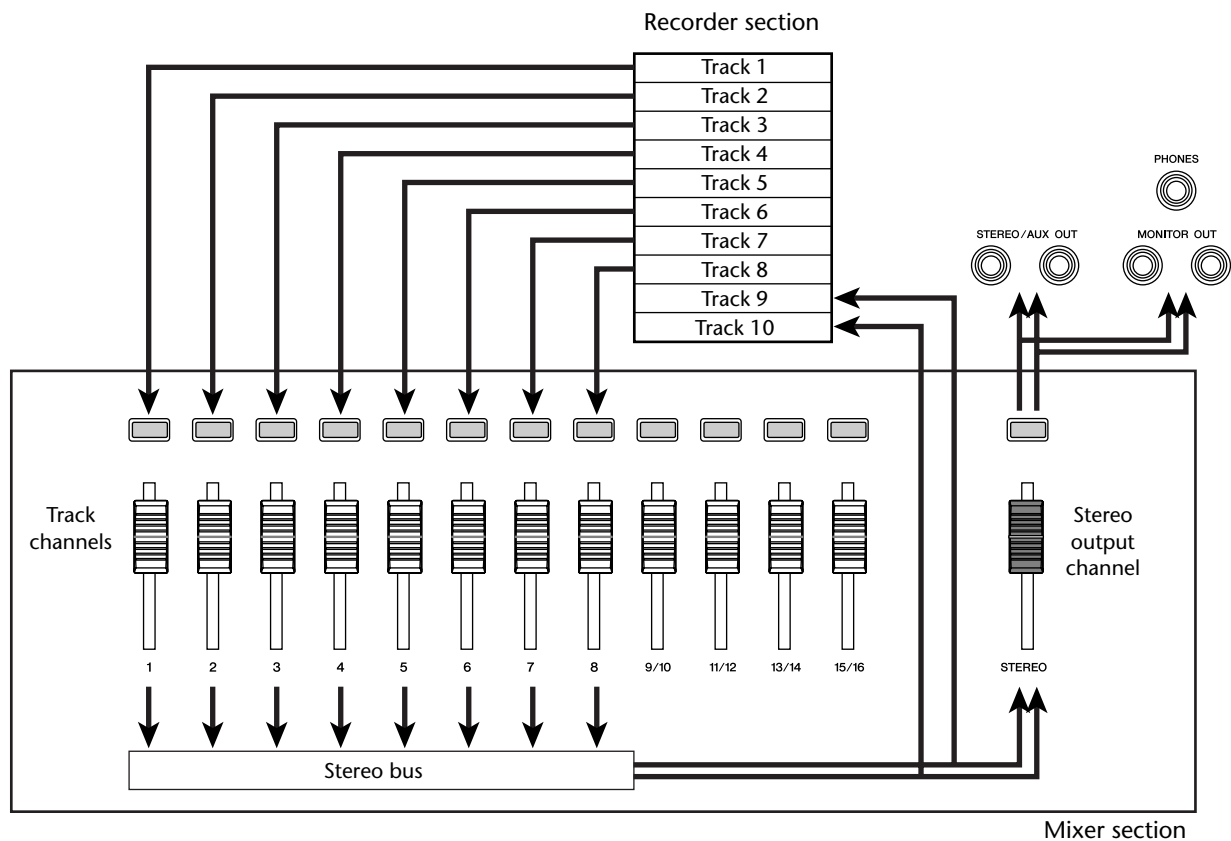 Recorder section
Track 1
Track 2
Track 3
Track 4
Track 5
Track 6
Track 7
Track 8
Track 9
Track 10
PHONES
STEREO/AUX OUT
MONITOR OUT
Track
channels
Stereo
output
channel
1 2 3 4 5 6 7 8 9/10 11/12 13/14 15/16 STEREO
Stereo bus
Mixer section